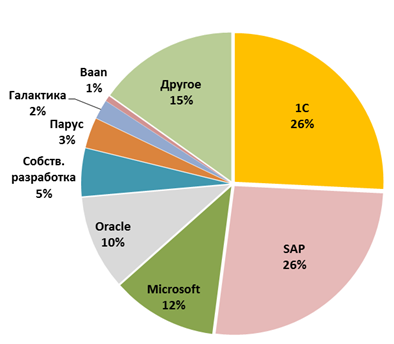 1С
26%
SAP
26%
Microsoft
12%
Oracle
10%
Собств.
разработка
5%
Парус
3%
Галактика
2%
Baan
1%
Другое
15%